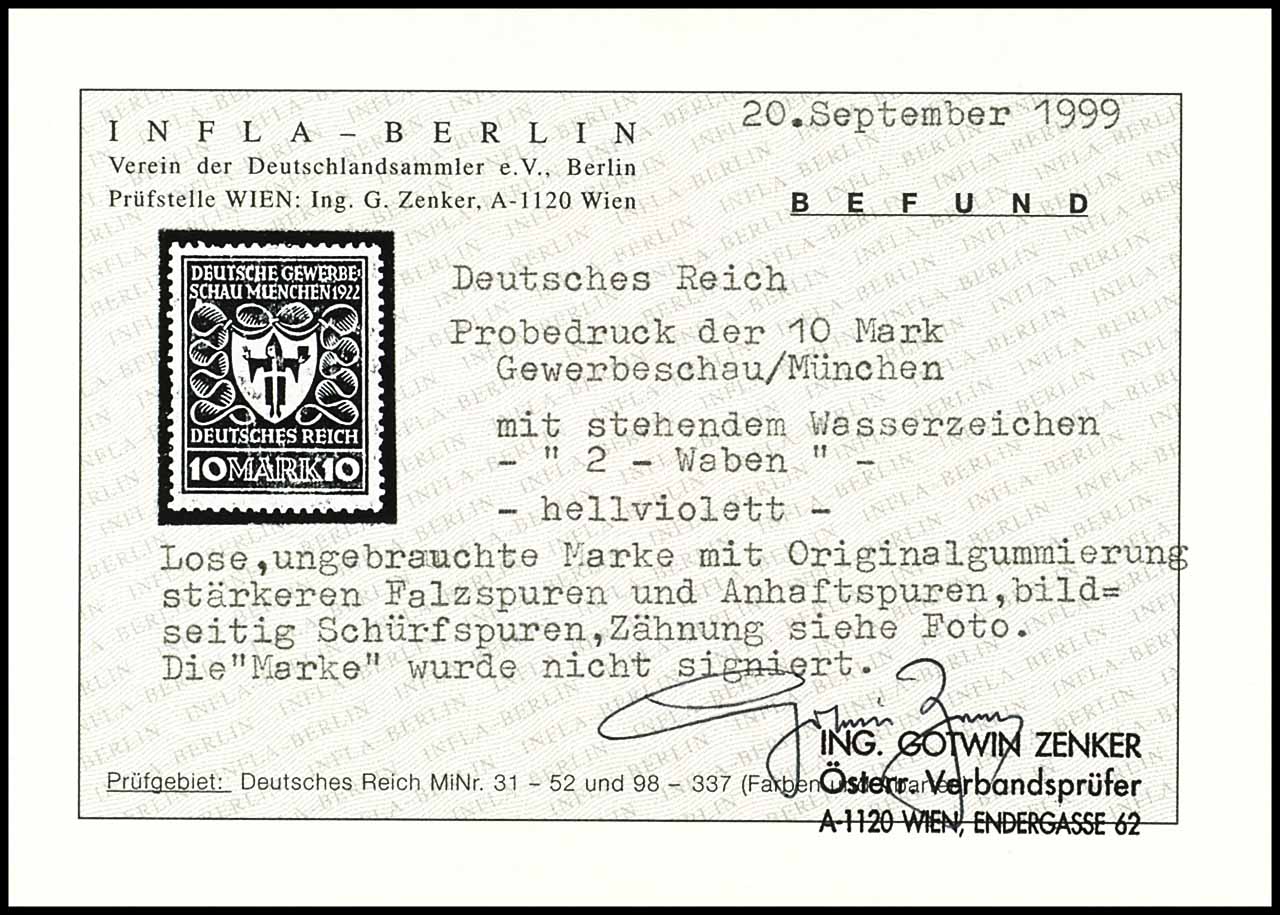 20.September 1999
INFLA-BERLIN
Verein der Deutschlandsammler e.V., Berlin
Prüfstelle WIEN: Ing. G. Zenker, A-1120 Wien
BEFUND
DEUTSCHE GEWERBE-
SCHAU MUENCHEN 1922
DEUTSCHES REICH
10 MARK 10
Deutsches Reich
Probedruck der 10 Mark
Gewerbeschau/München
mit stehendem Wasserzeichen
- " 2 - Waben " -
- hellviolett -
Lose,ungebrauchte Marke mit Originalgummierung
stärkeren Falzspuren und Anhaftspuren,bild=
seitig Schürfspuren,Zähnung siehe Foto.
Die"Marke" wurde nicht signiert.
ING. GOTWIN ZENKER
Prüfgebiet: Deutsches Reich MiNr. 31 - 52 und 98 - 337 (Farben
Österr. Verbandsprüfer
A-1120 WIEN, ENDERGASSE 62